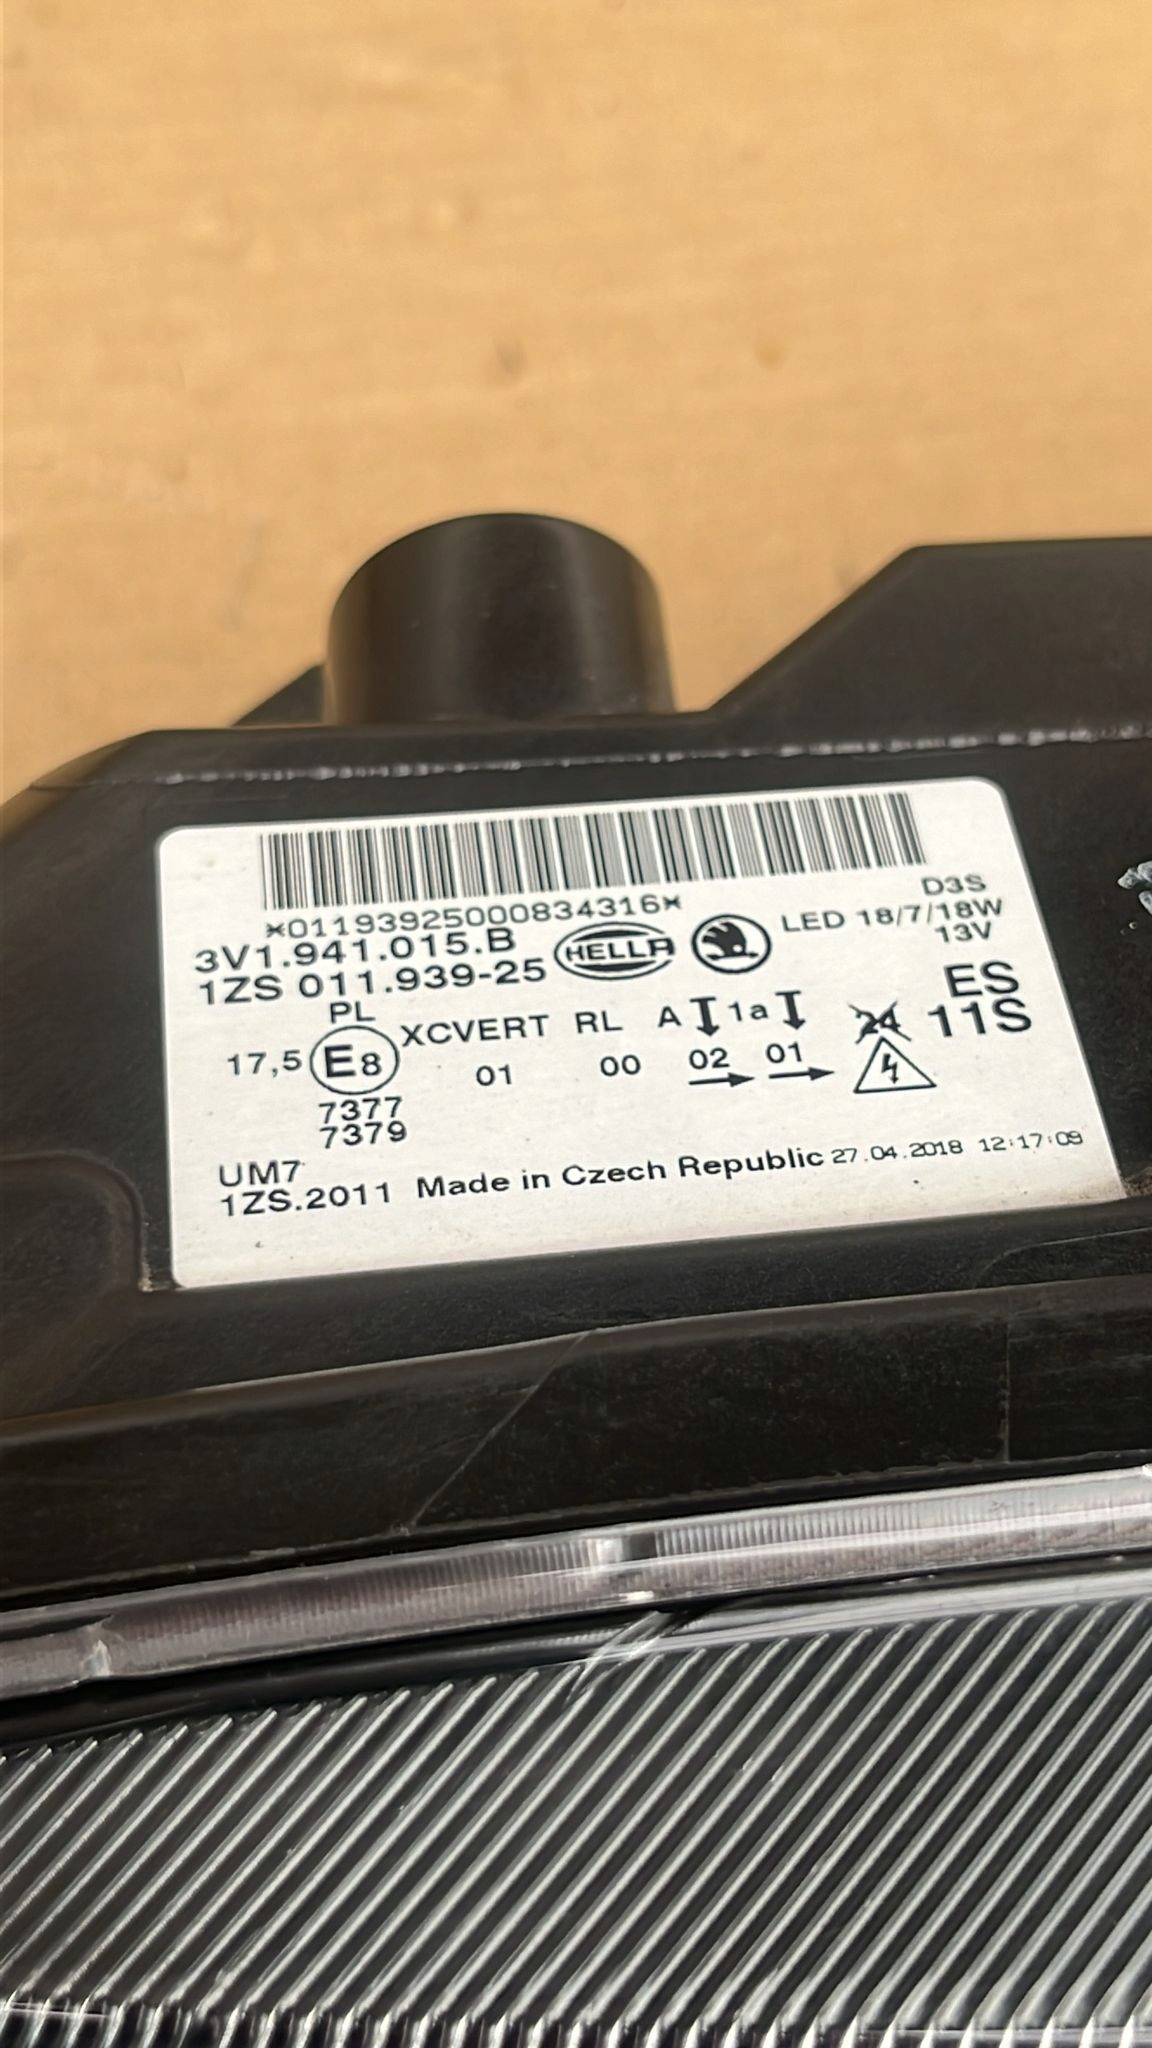 *01193925000834316*
3V1.941.015.B
1ZS 011.939-25
HELLA
D3S
LED 18/7/18W
13V
PL
17,5 E8 XCVERT RL A 1a
01 00 02 01
24
ES
11S
7377
7379
UM7
1ZS.2011 Made in Czech Republic 27.04.2018 12:17:09